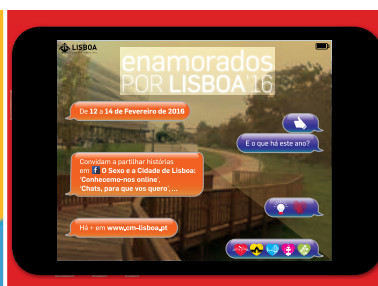 LISBOA
enamorados
POR LISBOA'16
De 12 a 14 de Fevereiro de 2016
E o que há este ano?
Convidam a partilhar histórias
em f O Sexo e a Cidade de Lisboa:
'Conhecemo-nos online',
'Chats, para que vos quero', ...
Há + em www.cm-lisboa.pt